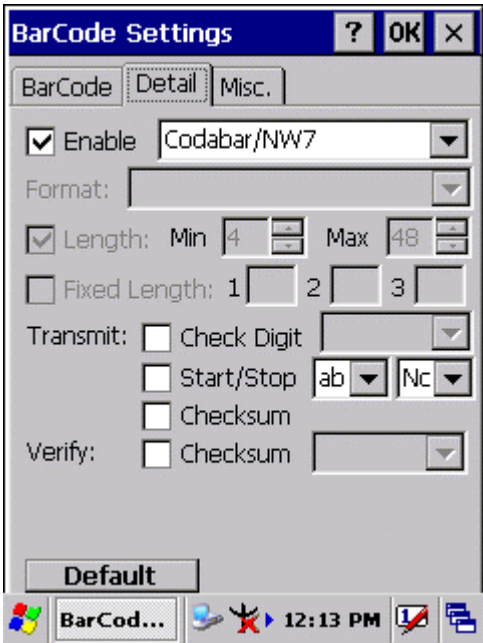 BarCode Settings ? OK ×
BarCode Detail Misc.
Enable Codabar/NW7
Format:
Length: Min 4 Max 48
Fixed Length: 1 2 3
Transmit: Check Digit
Start/Stop ab Nc
Checksum
Verify: Checksum
Default
BarCod... 12:13 PM 1